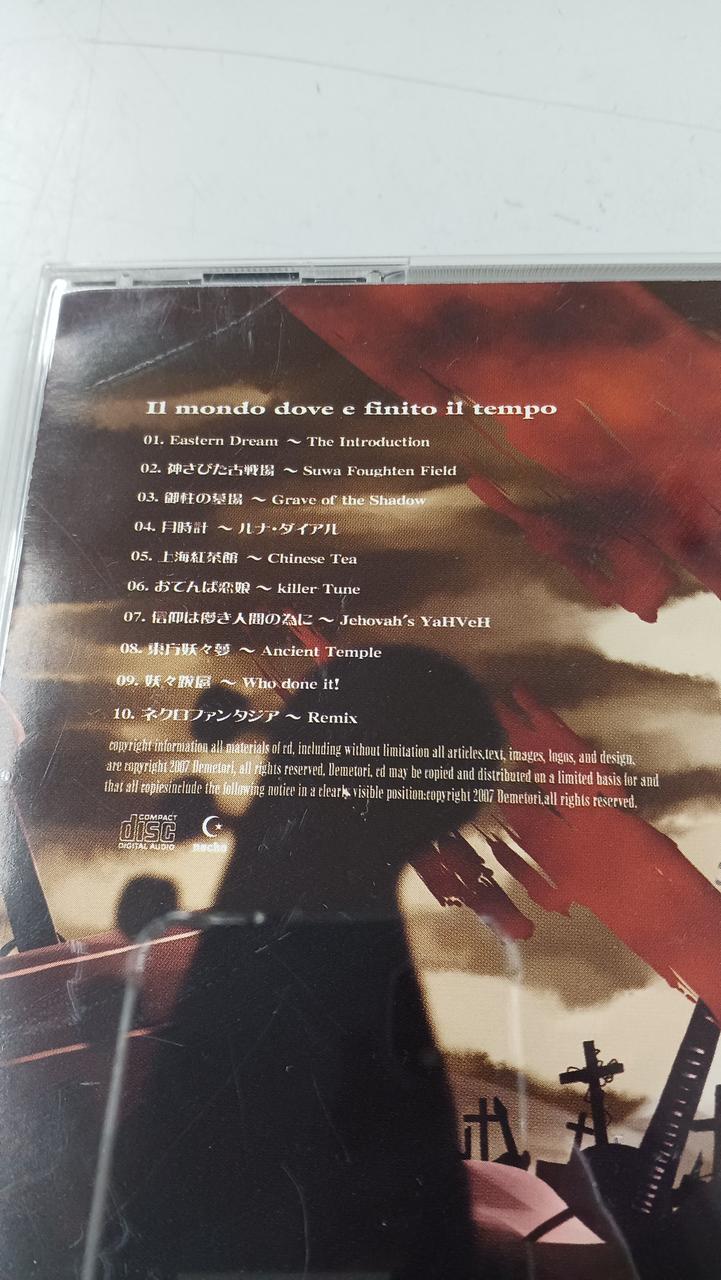 Il mondo dove e finito il tempo
01. Eastern Dream ～ The Introduction
02. 神さびた古戦場 ～ Suwa Foughten Field
03. 御柱の墓場 ～ Grave of the Shadow
04. 月時計 ～ ルナ・ダイアル
05. 上海紅茶館 ～ Chinese Tea
06. おてんば恋娘 ～ killer Tune
07. 信仰は儚き人間の為に ～ Jehovah's YaHVeH
08. 東方妖々夢 ～ Ancient Temple
09. 妖々跋扈 ～ Who done it!
10. ネクロファンタジア ～ Remix
copyright information all materials of cd, including without limitation all articles,text, images, logos, and design,
are copyright 2007 Demetori, all rights reserved, Demetori, cd may be copied and distributed on a limited basis for and
that all copiesinclude the following notice in a clearly visible position:copyright 2007 Demetori,all rights reserved.
COMPACT
disc
DIGITAL AUDIO